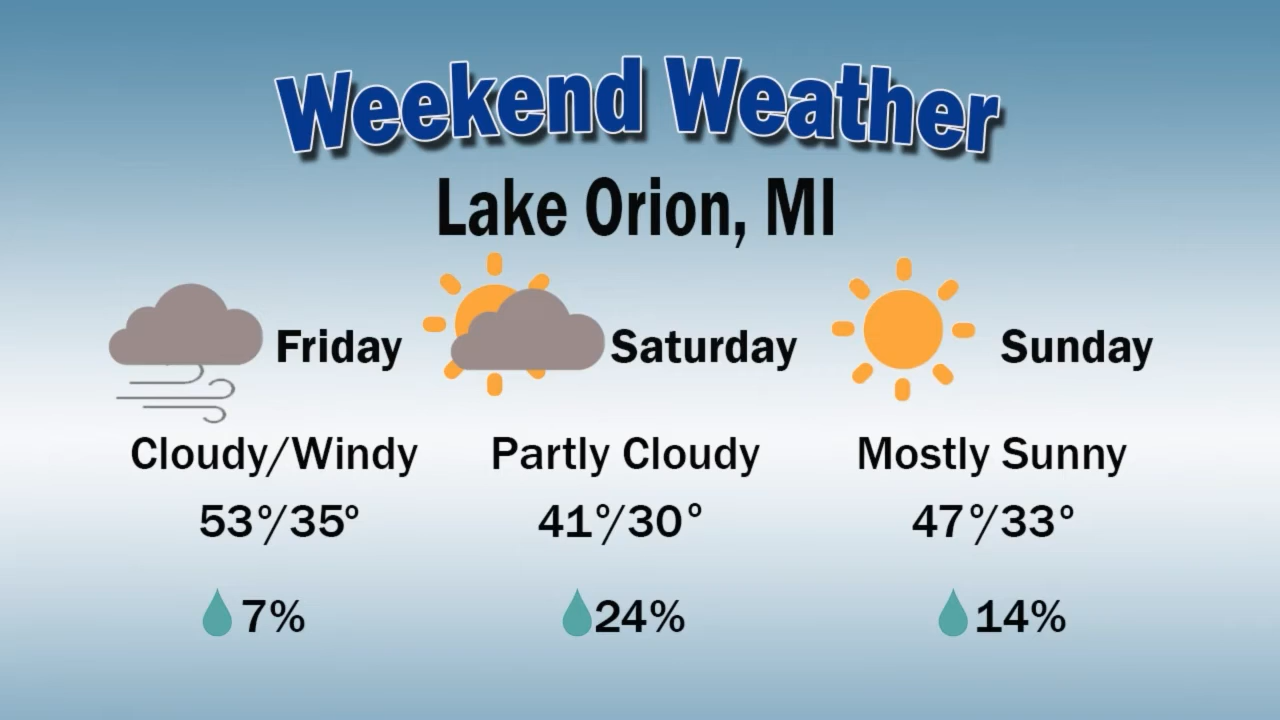 Weekend Weather
Lake Orion, MI
Friday
Cloudy/Windy
53°/35°
7%
Saturday
Partly Cloudy
41°/30°
24%
Sunday
Mostly Sunny
47°/33°
14%